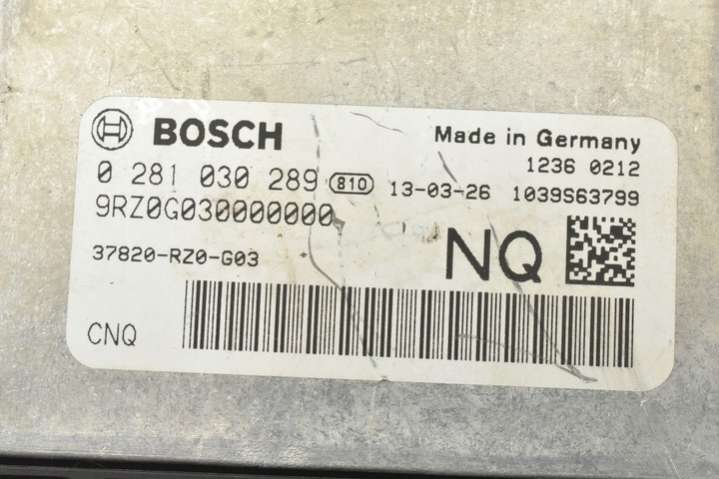 BOSCH Made in Germany
1236 0212
0 281 030 289 810 13-03-26 1039S63799
9RZ0G030000000
37820-RZ0-G03 NQ
CNQ